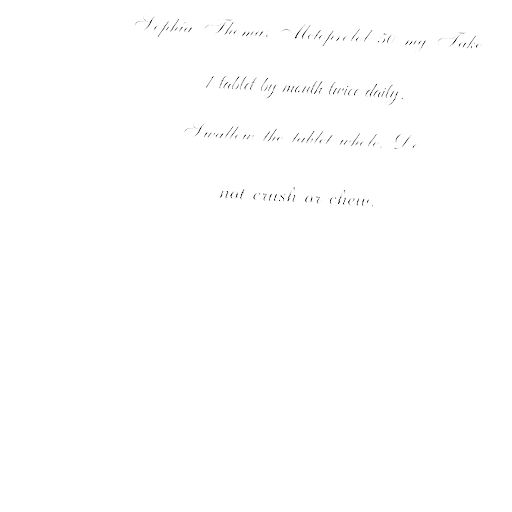 Sophia Thoma, Metoprolol 50 mg Take
1 tablet by mouth twice daily.
Swallow the tablet whole. Do
not crush or chew.